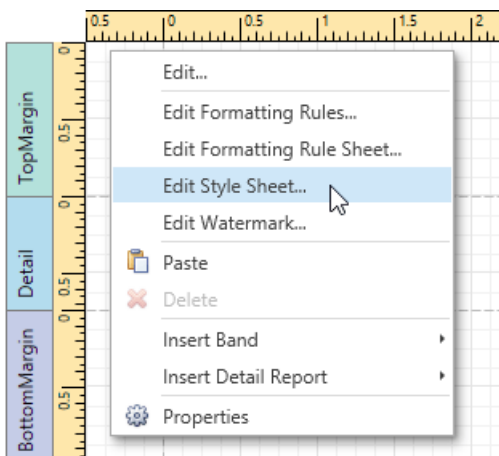 0.5 0 0.5 1 1.5 2
TopMargin
0
0.5
Detail
0
0.5
BottomMargin
0
0.5
Edit...
Edit Formatting Rules...
Edit Formatting Rule Sheet...
Edit Style Sheet...
Edit Watermark...
Paste
Delete
Insert Band
Insert Detail Report
Properties